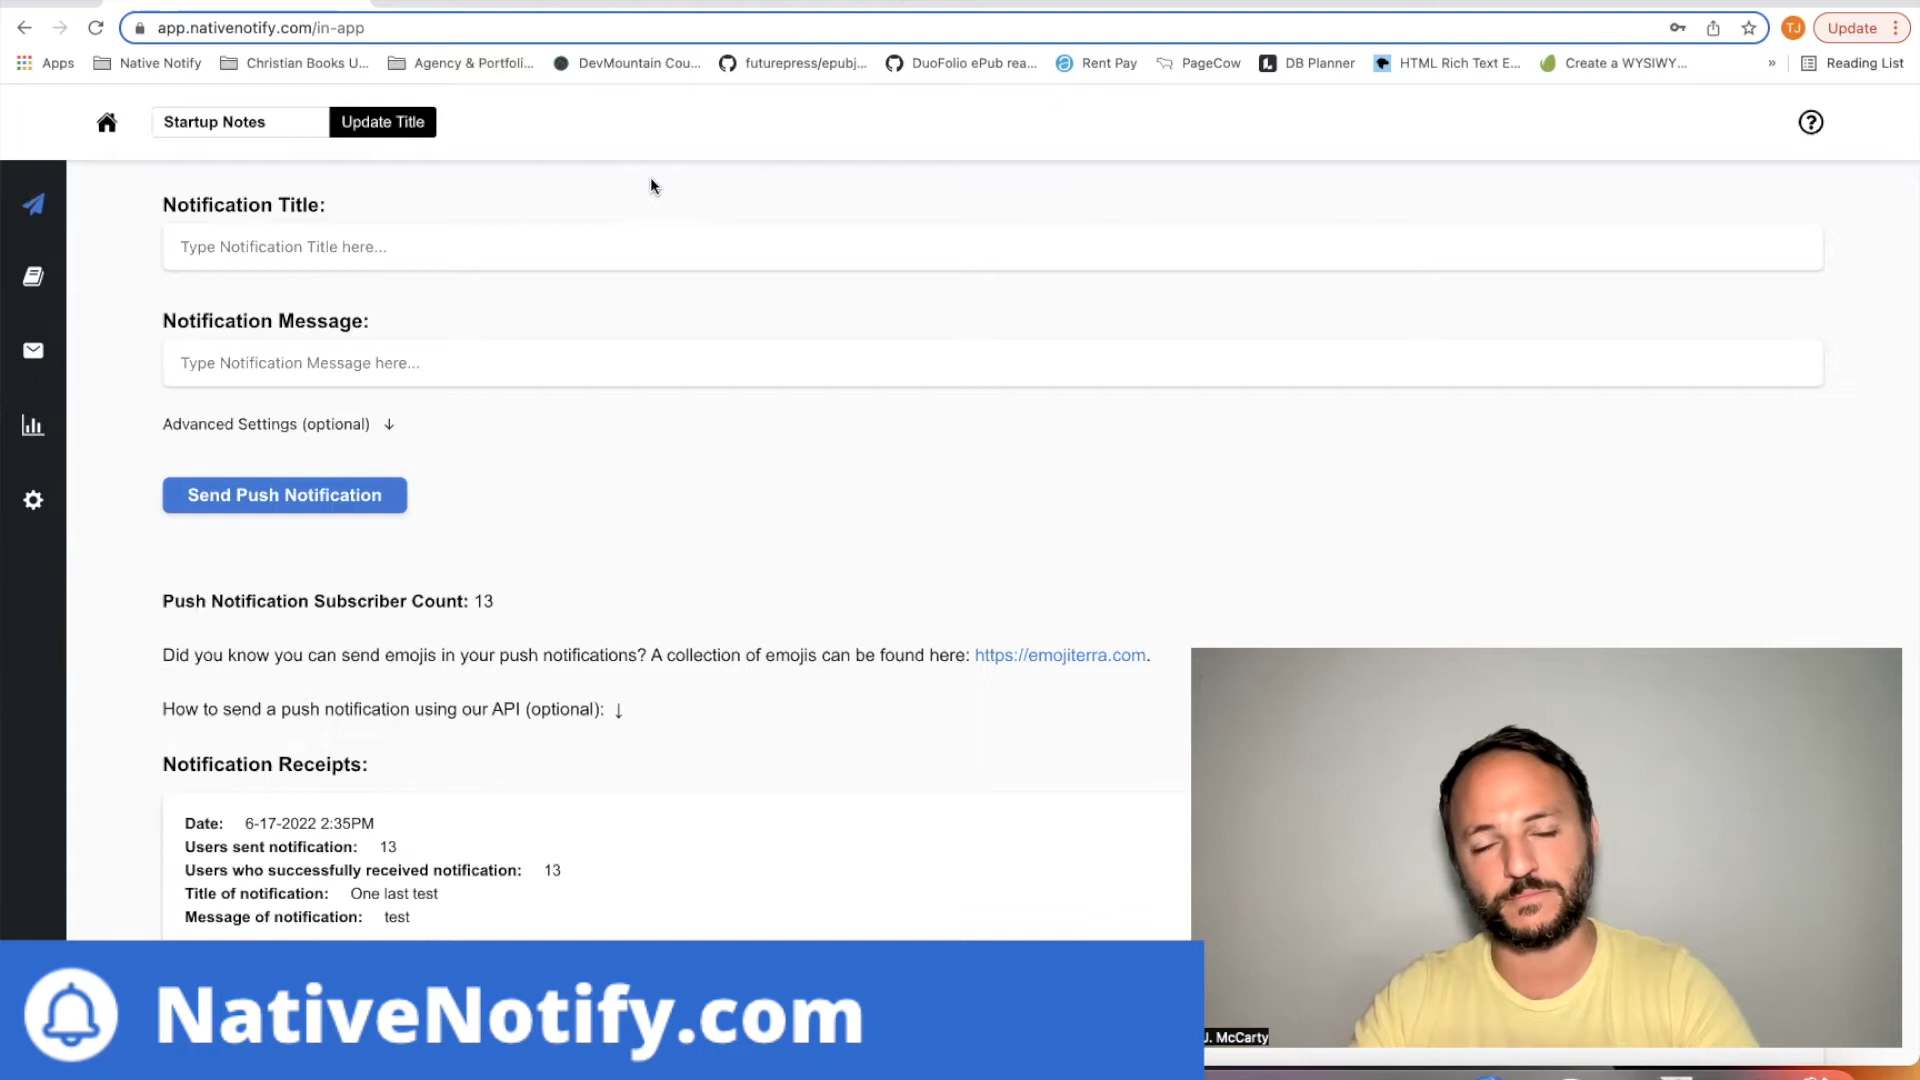 app.nativenotify.com/in-app
TJ
Update
Apps
Native Notify
Christian Books U...
Agency & Portfoli...
DevMountain Cou...
futurepress/epubj...
DuoFolio ePub rea...
Rent Pay
PageCow
DB Planner
HTML Rich Text E...
Create a WYSIWY...
»
Reading List
Startup Notes
Update Title
Notification Title:
Type Notification Title here...
Notification Message:
Type Notification Message here...
Advanced Settings (optional) ↓
Send Push Notification
Push Notification Subscriber Count: 13
Did you know you can send emojis in your push notifications? A collection of emojis can be found here: https://emojiterra.com.
How to send a push notification using our API (optional): ↓
Notification Receipts:
Date: 6-17-2022 2:35PM
Users sent notification: 13
Users who successfully received notification: 13
Title of notification: One last test
Message of notification: test
NativeNotify.com
J. McCarty